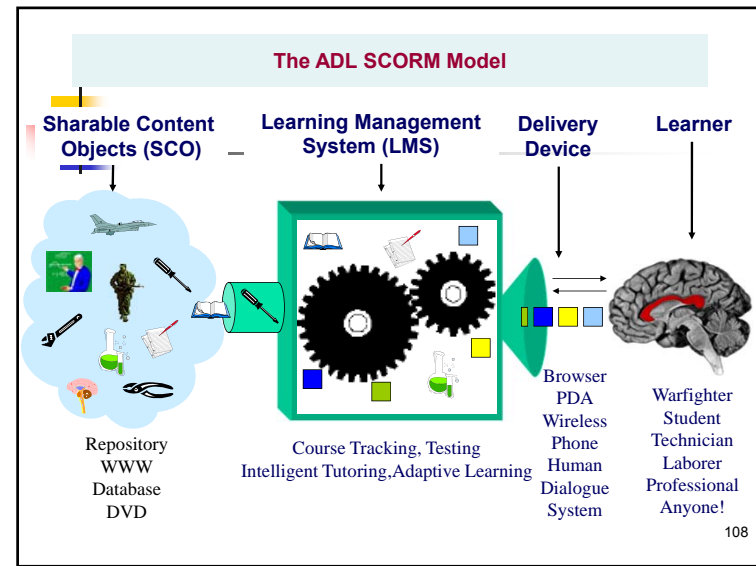 The ADL SCORM Model
Sharable Content
Objects (SCO)
Learning Management
System (LMS)
Delivery
Device
Learner
Repository
WWW
Database
DVD
Course Tracking, Testing
Intelligent Tutoring,Adaptive Learning
Browser
PDA
Wireless
Phone
Human
Dialogue
System
Warfighter
Student
Technician
Laborer
Professional
Anyone!
108